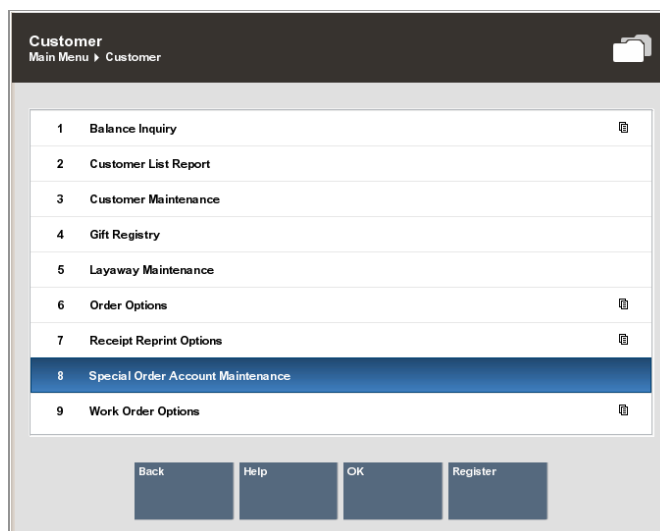 Customer
Main Menu ▸ Customer
1 Balance Inquiry
2 Customer List Report
3 Customer Maintenance
4 Gift Registry
5 Layaway Maintenance
6 Order Options
7 Receipt Reprint Options
8 Special Order Account Maintenance
9 Work Order Options
Back Help OK Register